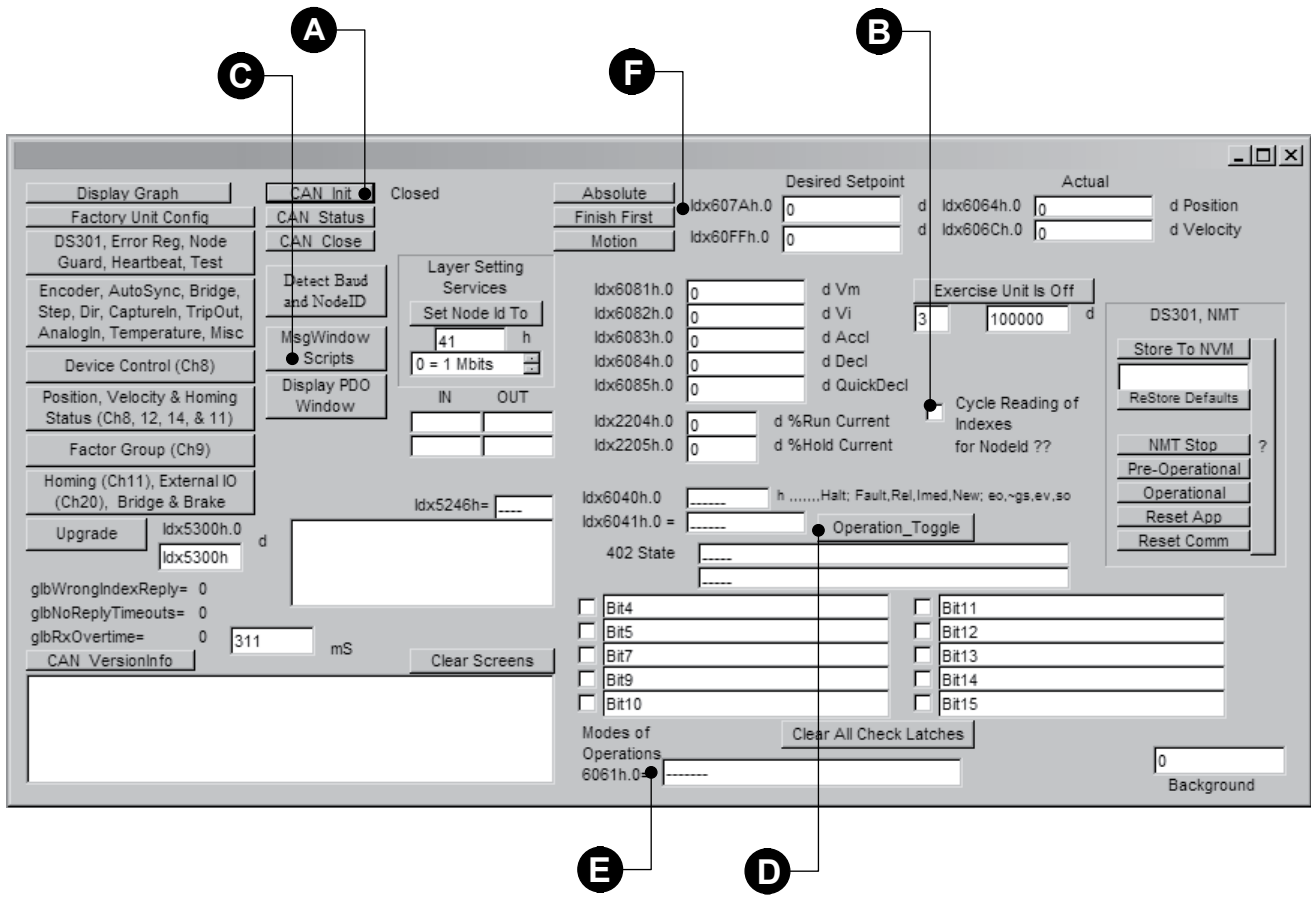 A
B
C
F
Display Graph
Factory Unit Config
DS301, Error Reg, Node
Guard, Heartbeat, Test
Encoder, AutoSync, Bridge,
Step, Dir, CaptureIn, TripOut,
AnalogIn, Temperature, Misc
Device Control (Ch8)
Position, Velocity & Homing
Status (Ch8, 12, 14, & 11)
Factor Group (Ch9)
Homing (Ch11), External IO
(Ch20), Bridge & Brake
Upgrade
Idx5300h.0
Idx5300h
d
glbWrongIndexReply= 0
glbNoReplyTimeouts= 0
glbRxOvertime= 0
311
mS
CAN_VersionInfo
Clear Screens
CAN_Init
Closed
CAN_Status
CAN_Close
Detect Baud
and NodeID
MsgWindow
Scripts
Display PDO
Window
Layer Setting
Services
Set Node Id To
41 h
0 = 1 Mbits
IN OUT
Idx5246h= ____
Absolute
Finish First
Motion
Desired Setpoint
Actual
Idx607Ah.0 0 d Idx6064h.0 0 d Position
Idx60FFh.0 0 d Idx606Ch.0 0 d Velocity
Idx6081h.0 0 d Vm
Idx6082h.0 0 d Vi
Idx6083h.0 0 d Accl
Idx6084h.0 0 d Decl
Idx6085h.0 0 d QuickDecl
Idx2204h.0 0 d %Run Current
Idx2205h.0 0 d %Hold Current
Exercise Unit Is Off
3 100000 d
Cycle Reading of
Indexes
for NodeId ??
DS301, NMT
Store To NVM
ReStore Defaults
NMT Stop
?
Pre-Operational
Operational
Reset App
Reset Comm
Idx6040h.0 _____ h .......Halt; Fault,Rel,Imed,New; eo,~gs,ev,so
Idx6041h.0 = _____
Operation_Toggle
402 State _____
_____
Bit4 Bit11
Bit5 Bit12
Bit7 Bit13
Bit9 Bit14
Bit10 Bit15
Modes of
Operations
6061h.0= -------
Clear All Check Latches
0
Background
E
D